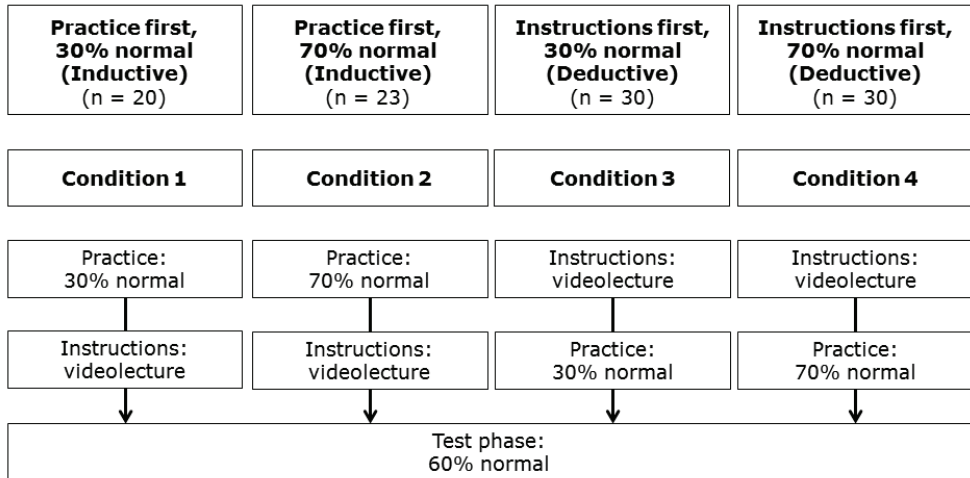 Practice first,
30% normal
(Inductive)
(n = 20)
Practice first,
70% normal
(Inductive)
(n = 23)
Instructions first,
30% normal
(Deductive)
(n = 30)
Instructions first,
70% normal
(Deductive)
(n = 30)
Condition 1
Condition 2
Condition 3
Condition 4
Practice:
30% normal
Practice:
70% normal
Instructions:
videolecture
Instructions:
videolecture
Instructions:
videolecture
Instructions:
videolecture
Practice:
30% normal
Practice:
70% normal
Test phase:
60% normal